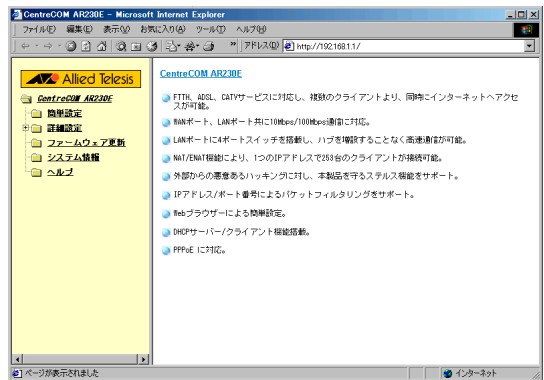 CentreCOM AR230E - Microsoft Internet Explorer
ファイル(F) 編集(E) 表示(V) お気に入り(A) ツール(T) ヘルプ(H)
アドレス(D) http://192.168.1.1/
Allied Telesis
CentreCOM AR230E
簡単設定
詳細設定
ファームウェア更新
システム情報
ヘルプ
CentreCOM AR230E
FTTH, ADSL, CATVサービスに対応し、複数のクライアントより、同時にインターネットへアクセ
スが可能。
WANポート、LANポート共に10Mbps/100Mbps通信に対応。
LANポートに4ポートスイッチを搭載し、ハブを増設することなく高速通信が可能。
NAT/ENAT機能により、1つのIPアドレスで253台のクライアントが接続可能。
外部からの悪意あるハッキングに対し、本製品を守るステルス機能をサポート。
IPアドレス/ポート番号によるパケットフィルタリングをサポート。
Webブラウザーによる簡単設定。
DHCPサーバー/クライアント機能搭載。
PPPoE に対応。
ページが表示されました
インターネット